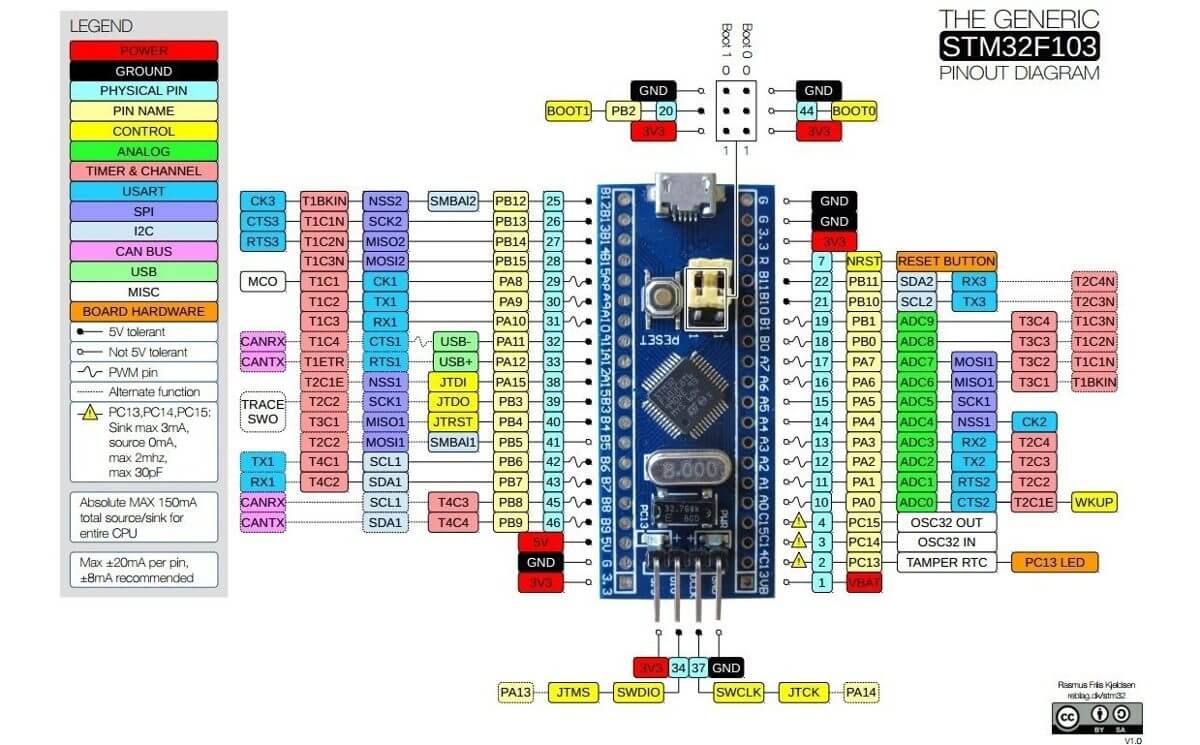 LEGEND
POWER
GROUND
PHYSICAL PIN
PIN NAME
CONTROL
ANALOG
TIMER & CHANNEL
USART
SPI
I2C
CAN BUS
USB
MISC
BOARD HARDWARE
5V tolerant
Not 5V tolerant
PWM pin
Alternate function
PC13,PC14,PC15:
Sink max 3mA,
source 0mA,
max 2mhz,
max 30pF
Absolute MAX 150mA
total source/sink for
entire CPU
Max ±20mA per pin,
±8mA recommended
THE GENERIC
STM32F103
PINOUT DIAGRAM
Boot 1 Boot 0
0 0
GND GND
BOOT1 PB2 20 44 BOOT0
3V3 3V3
1 1
CK3 T1BKIN NSS2 SMBAI2 PB12 25
CTS3 T1C1N SCK2 PB13 26
RTS3 T1C2N MISO2 PB14 27
T1C3N MOSI2 PB15 28
MCO T1C1 CK1 PA8 29
T1C2 TX1 PA9 30
T1C3 RX1 PA10 31
CANRX T1C4 CTS1 USB- PA11 32
CANTX T1ETR RTS1 USB+ PA12 33
T2C1E NSS1 JTDI PA15 38
TRACE
SWO
T2C2 SCK1 JTDO PB3 39
T3C1 MISO1 JTRST PB4 40
T2C2 MOSI1 SMBAI1 PB5 41
TX1 T4C1 SCL1 PB6 42
RX1 T4C2 SDA1 PB7 43
CANRX SCL1 T4C3 PB8 45
CANTX SDA1 T4C4 PB9 46
5V
GND
3V3
B12 B13 B14 B15 A8 A9 A10 A11 A12 A15 B3 B4 B5 B6 B7 B8 B9 5V G 3.3
RESET
8.000
PC13
PWR
G G 3.3 R B11 B10 B1 B0 A7 A6 A5 A4 A3 A2 A1 A0 C15 C14 C13 VB
GND
GND
3V3
7 NRST RESET BUTTON
22 PB11 SDA2 RX3 T2C4N
21 PB10 SCL2 TX3 T2C3N
19 PB1 ADC9 T3C4 T1C3N
18 PB0 ADC8 T3C3 T1C2N
17 PA7 ADC7 MOSI1 T3C2 T1C1N
16 PA6 ADC6 MISO1 T3C1 T1BKIN
15 PA5 ADC5 SCK1
14 PA4 ADC4 NSS1 CK2
13 PA3 ADC3 RX2 T2C4
12 PA2 ADC2 TX2 T2C3
11 PA1 ADC1 RTS2 T2C2
10 PA0 ADC0 CTS2 T2C1E WKUP
4 PC15 OSC32 OUT
3 PC14 OSC32 IN
2 PC13 TAMPER RTC PC13 LED
1 VBAT
3V3 34 37 GND
PA13 JTMS SWDIO SWCLK JTCK PA14
Rasmus Friis Kjeldsen
reblag.dk/stm32
CC BY SA
V1.0